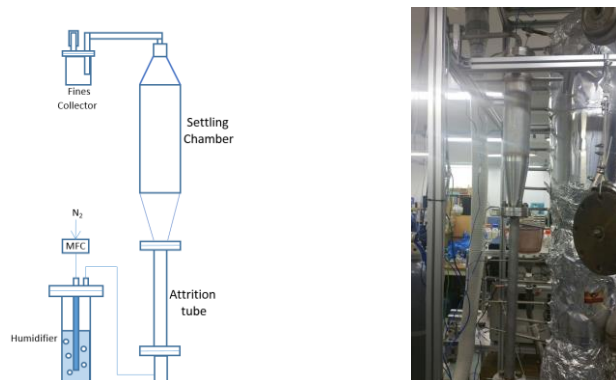 Fines
Collector
Settling
Chamber
N₂
MFC
Attrition
tube
Humidifier